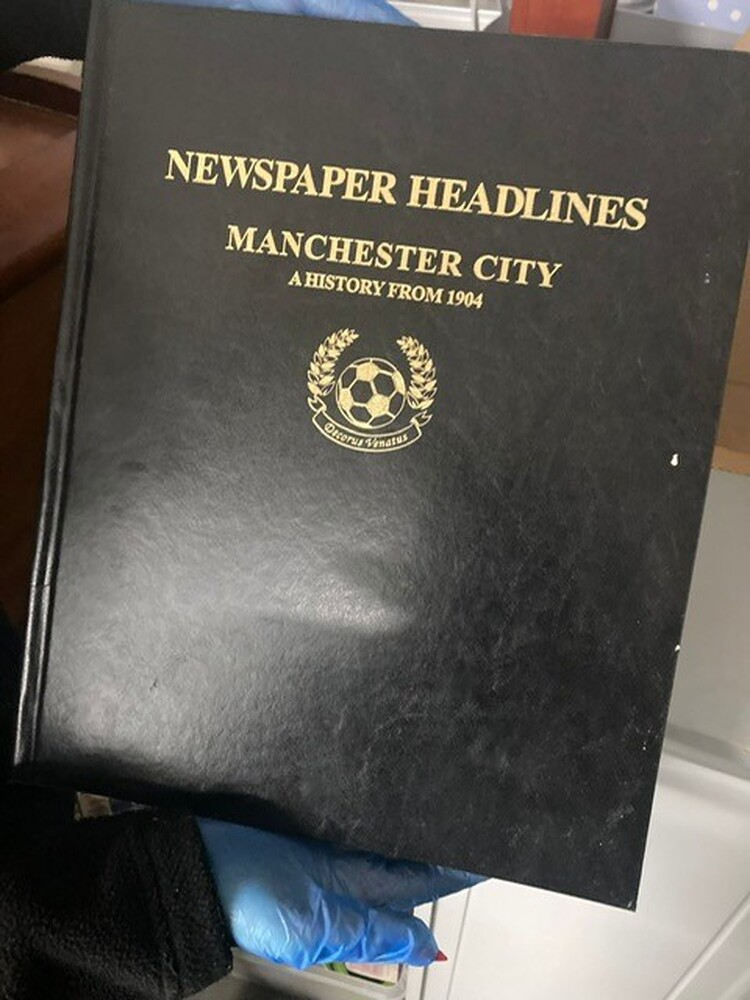 NEWSPAPER HEADLINES
MANCHESTER CITY
A HISTORY FROM 1904
Decorus Venatus